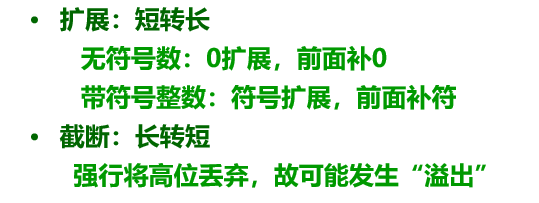 • 扩展：短转长
无符号数：0扩展，前面补0
带符号整数：符号扩展，前面补符
• 截断：长转短
强行将高位丢弃，故可能发生“溢出”